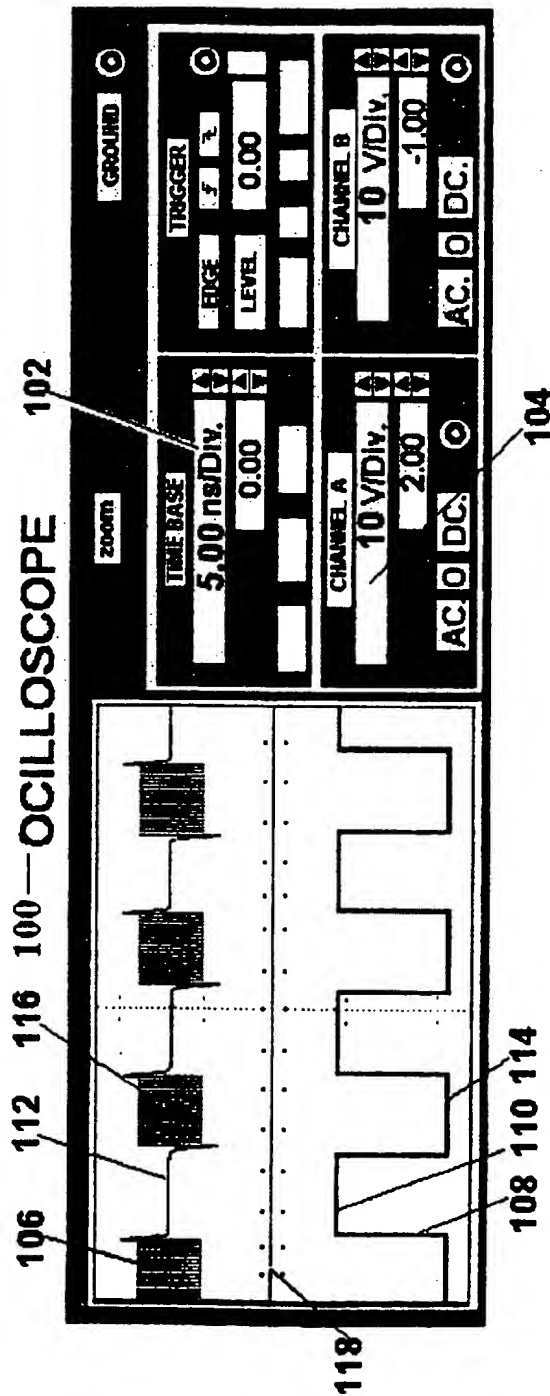 100 OCILLOSCOPE
102
104
106
112
116
118
108
110
114
zoom
GROUND
TIME BASE
5.00 ns/Div.
0.00
TRIGGER
EDGE
LEVEL
0.00
CHANNEL A
10 V/Div.
2.00
AC. O DC.
CHANNEL B
10 V/Div.
-1.00
AC. O DC.